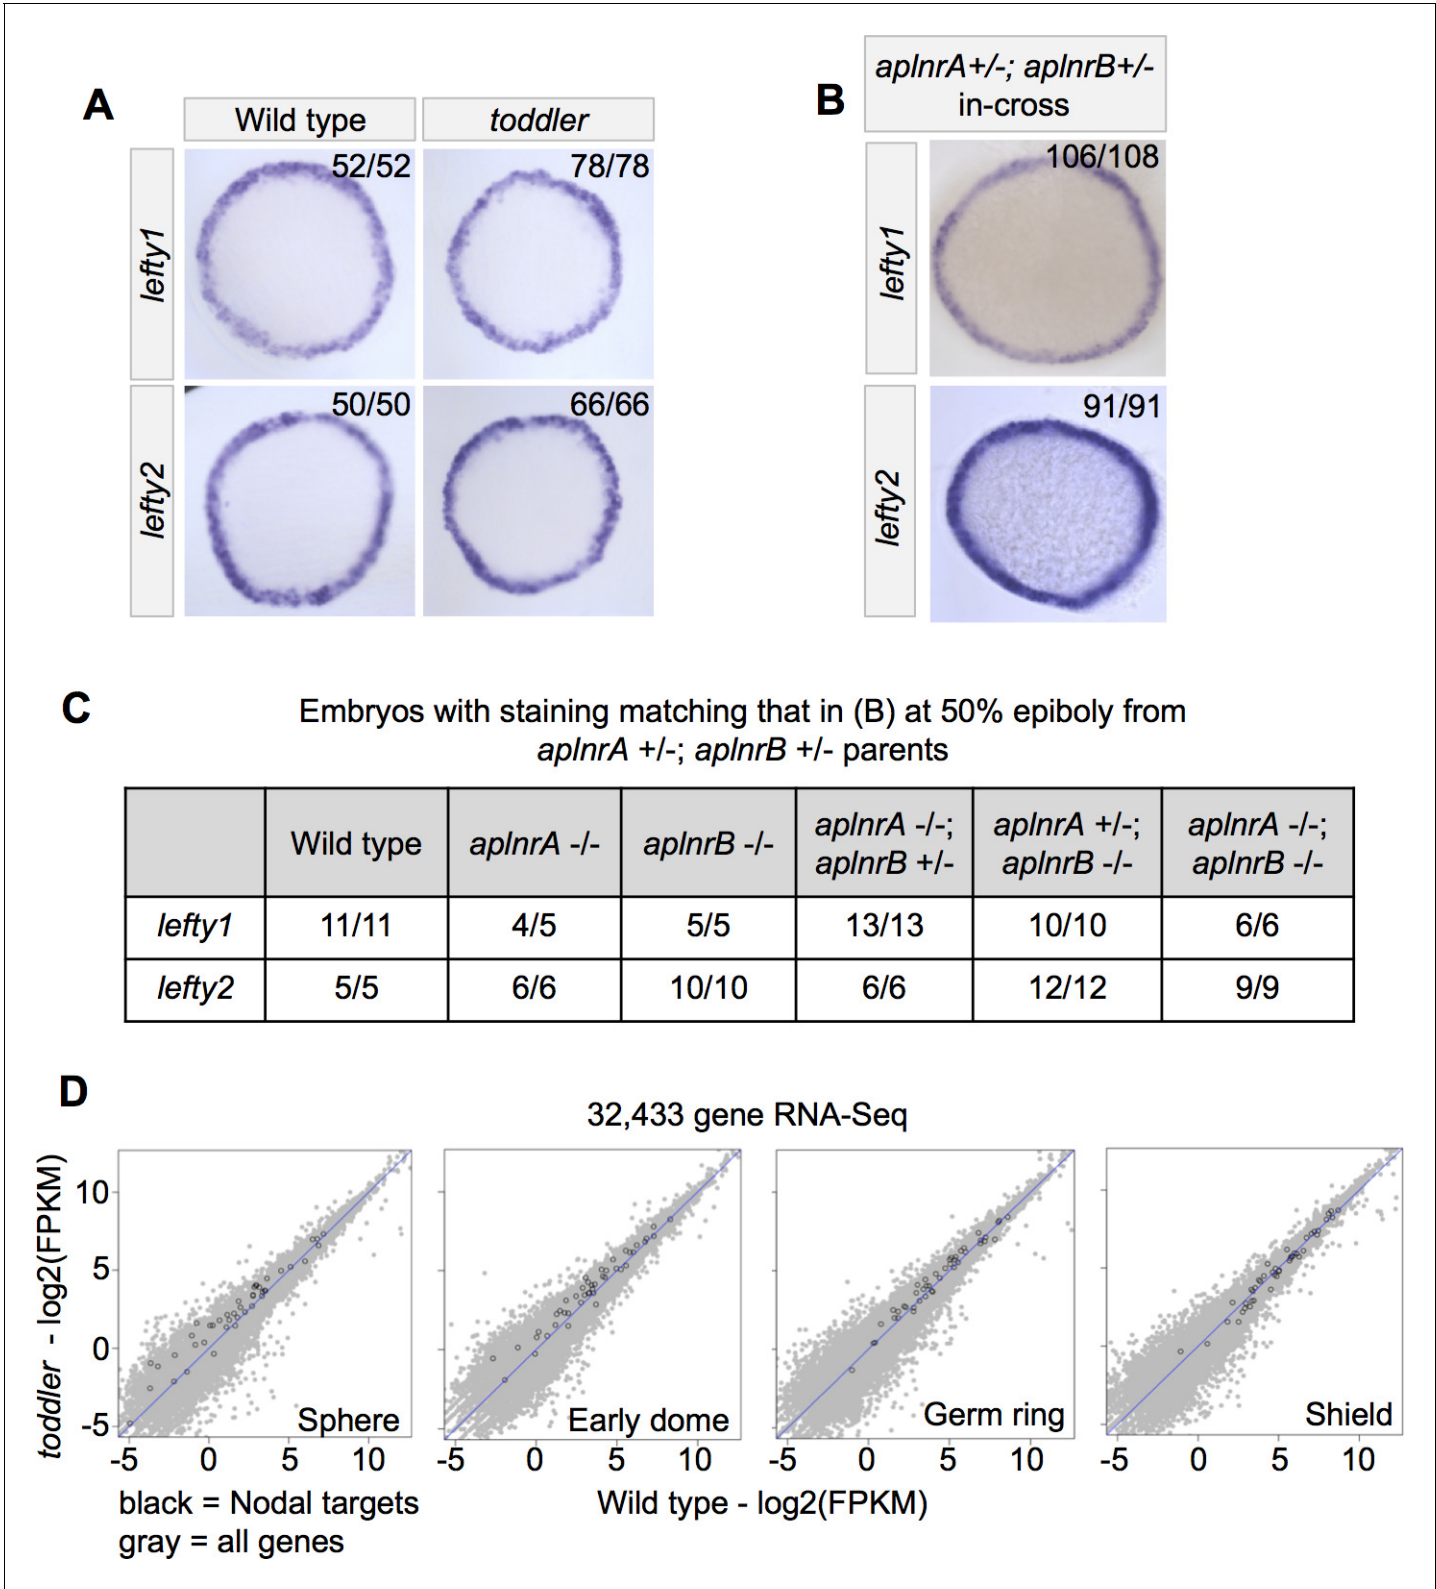 A
Wild type
toddler
lefty1
52/52
78/78
lefty2
50/50
66/66
B
aplnrA+/-; aplnrB+/-
in-cross
lefty1
106/108
lefty2
91/91
C
Embryos with staining matching that in (B) at 50% epiboly from
aplnrA +/-; aplnrB +/- parents
Wild type
aplnrA -/-
aplnrB -/-
aplnrA -/-;
aplnrB +/-
aplnrA +/-;
aplnrB -/-
aplnrA -/-;
aplnrB -/-
lefty1 11/11 4/5 5/5 13/13 10/10 6/6
lefty2 5/5 6/6 10/10 6/6 12/12 9/9
D
32,433 gene RNA-Seq
toddler - log2(FPKM)
10
5
0
-5
Sphere
Early dome
Germ ring
Shield
-5 0 5 10
-5 0 5 10
-5 0 5 10
-5 0 5 10
black = Nodal targets
gray = all genes
Wild type - log2(FPKM)